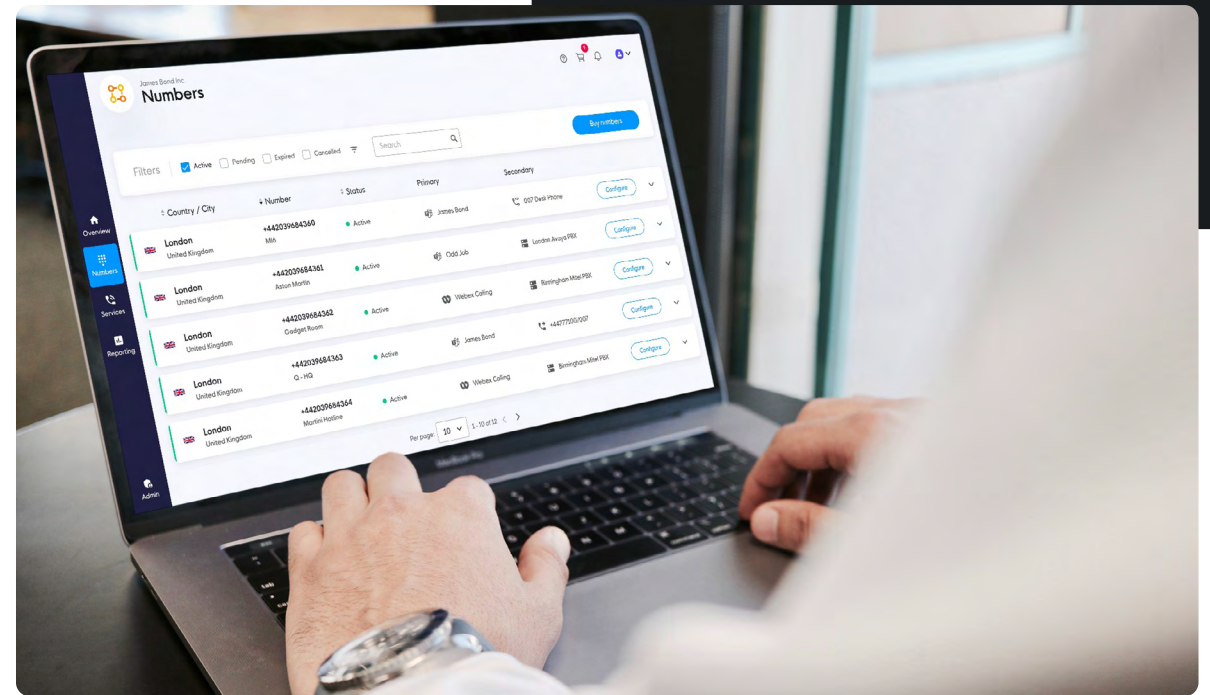 James Bond Inc
Numbers
Buy numbers
Filters Active Pending Expired Cancelled Search
Country / City Number Status Primary Secondary
Overview
Numbers
Services
Reporting
Admin
London +442039684360 Active James Bond 007 Desk Phone Configure
United Kingdom MI6
London +442039684361 Active Odd Job London Avaya PBX Configure
United Kingdom Aston Martin
London +442039684362 Active Webex Calling Birmingham Mitel PBX Configure
United Kingdom Gadget Room
London +442039684363 Active James Bond Configure
United Kingdom Q - HQ
London +442039684364 Active Webex Calling Birmingham Mitel PBX Configure
United Kingdom Martini Hotline
Per page: 10 1 - 10 of 12
MacBook Pro
tab
command